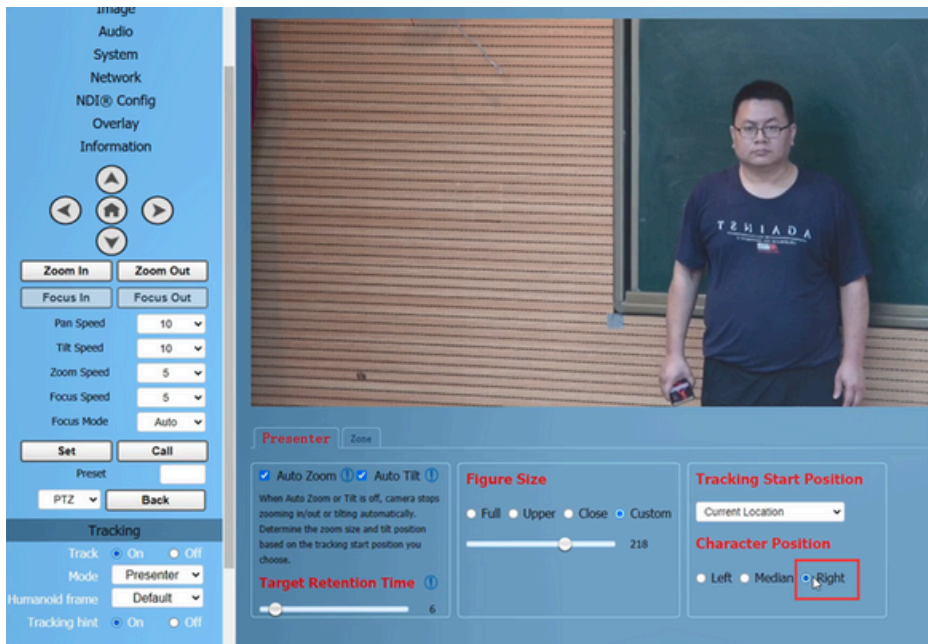 Image
Audio
System
Network
NDI® Config
Overlay
Information
Zoom In Zoom Out
Focus In Focus Out
Pan Speed 10
Tilt Speed 10
Zoom Speed 5
Focus Speed 5
Focus Mode Auto
Set Call
Preset
PTZ Back
Tracking
Track On Off
Mode Presenter
Humanoid frame Default
Tracking hint On Off
AGAINST
Presenter Zone
Auto Zoom Auto Tilt
When Auto Zoom or Tilt is off, camera stops
zooming in/out or tilting automatically.
Determine the zoom size and tilt position
based on the tracking start position you
choose.
Target Retention Time
6
Figure Size
Full Upper Close Custom
218
Tracking Start Position
Current Location
Character Position
Left Median Right